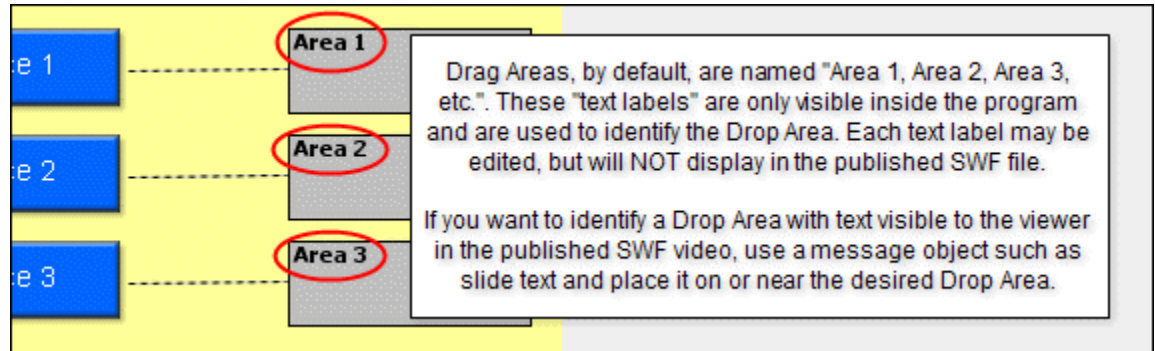 e 1
Area 1
Drag Areas, by default, are named "Area 1, Area 2, Area 3,
etc.". These "text labels" are only visible inside the program
and are used to identify the Drop Area. Each text label may be
edited, but will NOT display in the published SWF file.
e 2
Area 2
If you want to identify a Drop Area with text visible to the viewer
in the published SWF video, use a message object such as
slide text and place it on or near the desired Drop Area.
e 3
Area 3